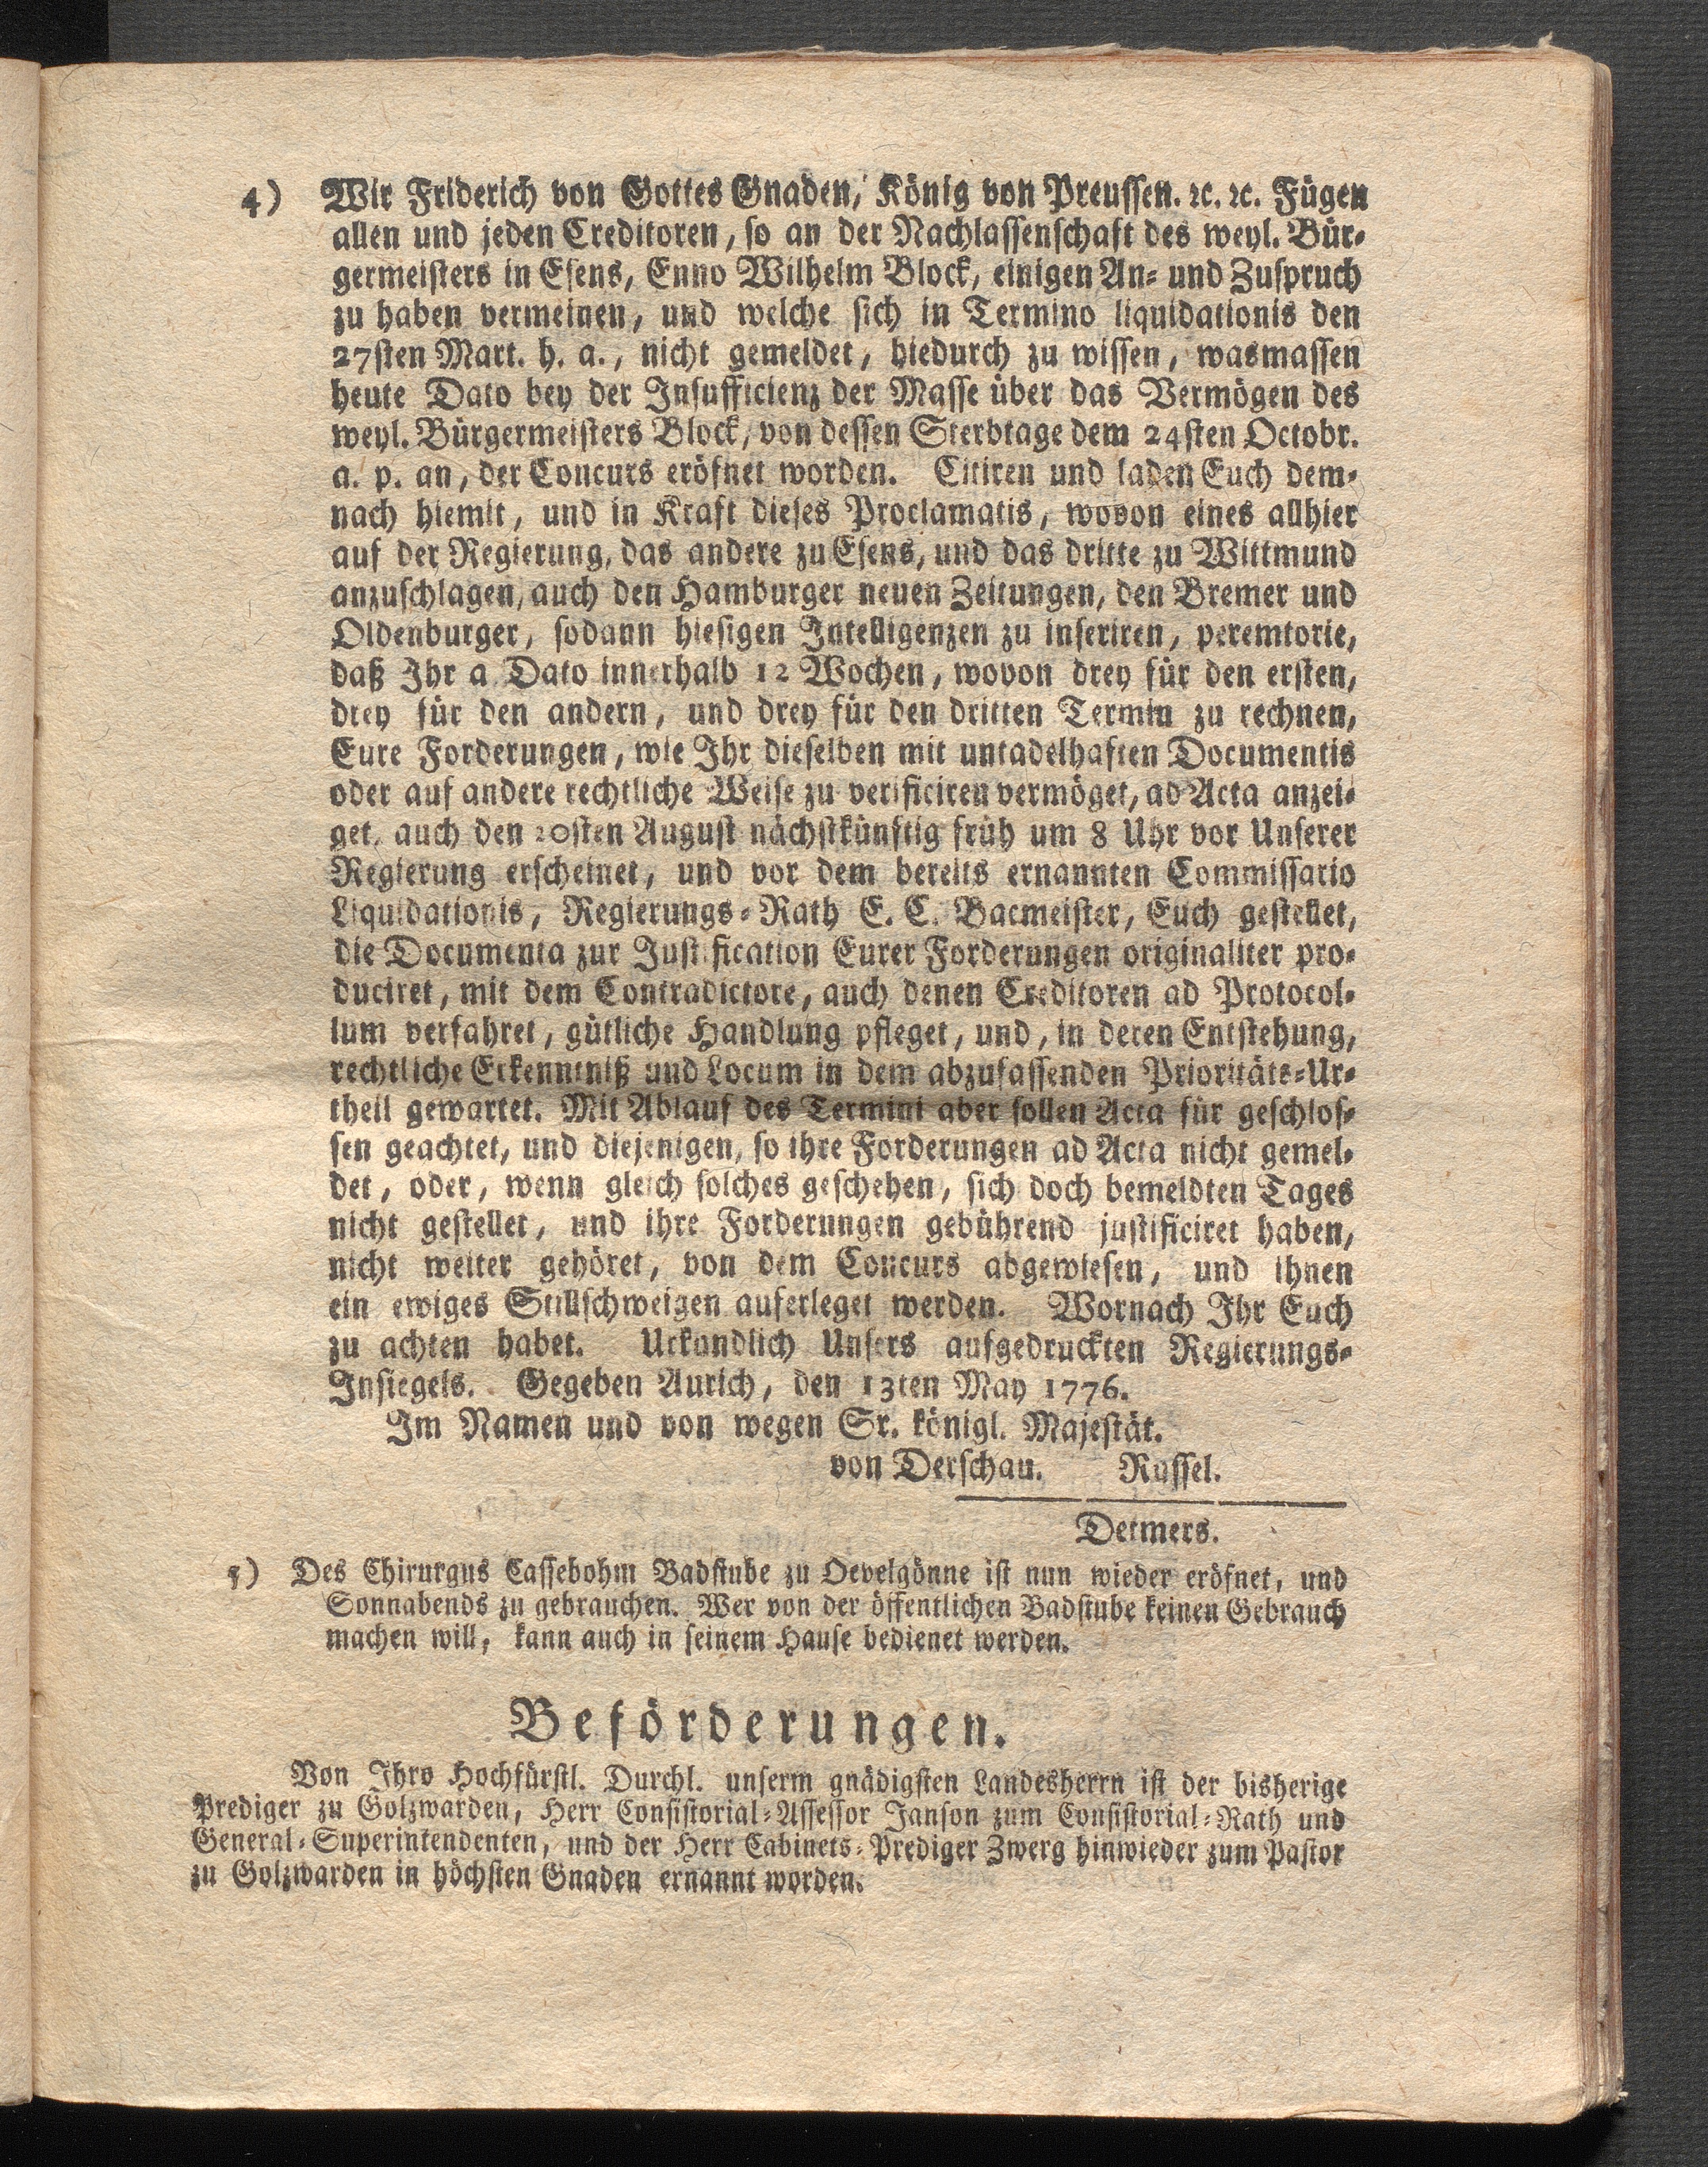 4) Wir Friderich von Gottes Gnaden, König von Preussen. ꝛc. ꝛc. Fügen
allen und jeden Creditoren, so an der Nachlassenschaft des weyl. Bür-
germeisters in Esens, Enno Wilhelm Block, einigen An- und Zuspruch
zu haben vermeinen, und welche sich in Termino liquidationis den
27sten Mart. h. a., nicht gemeldet, hiedurch zu wissen, wasmassen
heute Dato bey der Insufficienz der Masse über das Vermögen des
weyl. Bürgermeisters Block, von dessen Sterbtage dem 24sten Octobr.
a. p. an, der Concurs eröfnet worden. Citiren und laden Euch dem-
nach hiemit, und in Kraft dieses Proclamatis, wovon eines allhier
auf der Regierung, das andere zu Esens, und das dritte zu Wittmund
anzuschlagen, auch den Hamburger neuen Zeitungen, den Bremer und
Oldenburger, sodann hiesigen Intelligenzen zu inseriren, peremtorie,
daß Ihr a Dato innerhalb 12 Wochen, wovon drey für den ersten,
drey für den andern, und drey für den dritten Termin zu rechnen,
Eure Forderungen, wie Ihr dieselben mit untadelhaften Documentis
oder auf andere rechtliche Weise zu verificiren vermöget, ad Acta anzei-
get, auch den 20sten August nächstkünftig früh um 8 Uhr vor Unserer
Regierung erscheinet, und vor dem bereits ernannten Commissario
Liquidationis, Regierungs-Rath E. C. Bacmeister, Euch gestellet,
die Documenta zur Justification Eurer Forderungen originaliter pro-
duciret, mit dem Contradictore, auch denen Creditoren ad Protocol-
lum verfahret, gütliche Handlung pfleget, und, in deren Entstehung,
rechtliche Erkenntniß und Locum in dem abzufassenden Prioritäts-Ur-
theil gewartet. Mit Ablauf des Termini aber sollen Acta für geschlos-
sen geachtet, und diejenigen, so ihre Forderungen ad Acta nicht gemel-
det, oder, wenn gleich solches geschehen, sich doch bemeldten Tages
nicht gestellet, und ihre Forderungen gebührend justificiret haben,
nicht weiter gehöret, von dem Concurs abgewiesen, und ihnen
ein ewiges Stillschweigen auferleget werden. Wornach Ihr Euch
zu achten habet. Urkundlich Unsers aufgedruckten Regierungs-
Insiegels. Gegeben Aurich, den 13ten May 1776.
Im Namen und von wegen Sr. königl. Majestät.
von Derschau. Russel.
Detmers.
5) Des Chirurgus Cassebohm Badstube zu Oevelgönne ist nun wieder eröfnet, und
Sonnabends zu gebrauchen. Wer von der öffentlichen Badstube keinen Gebrauch
machen will, kann auch in seinem Hause bedienet werden.
Beförderungen.
Von Ihro Hochfürstl. Durchl. unserm gnädigsten Landesherrn ist der bisherige
Prediger zu Golzwarden, Herr Consistorial-Assessor Janson zum Consistorial-Rath und
General-Superintendenten, und der Herr Cabinets-Prediger Zwerg hinwieder zum Pastor
zu Golzwarden in höchsten Gnaden ernannt worden.